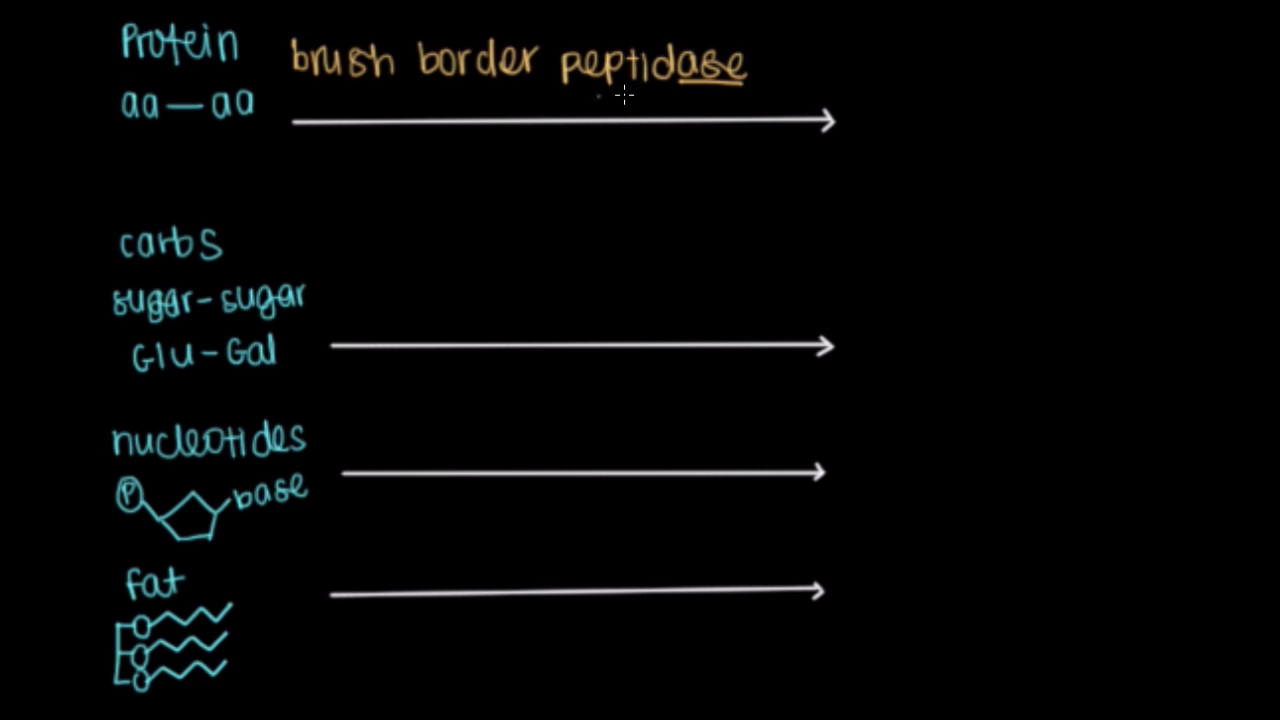 Protein
brush border peptidase
aa — aa
carbs
sugar - sugar
Glu - Gal
nucleotides
P
base
fat
O
O
O